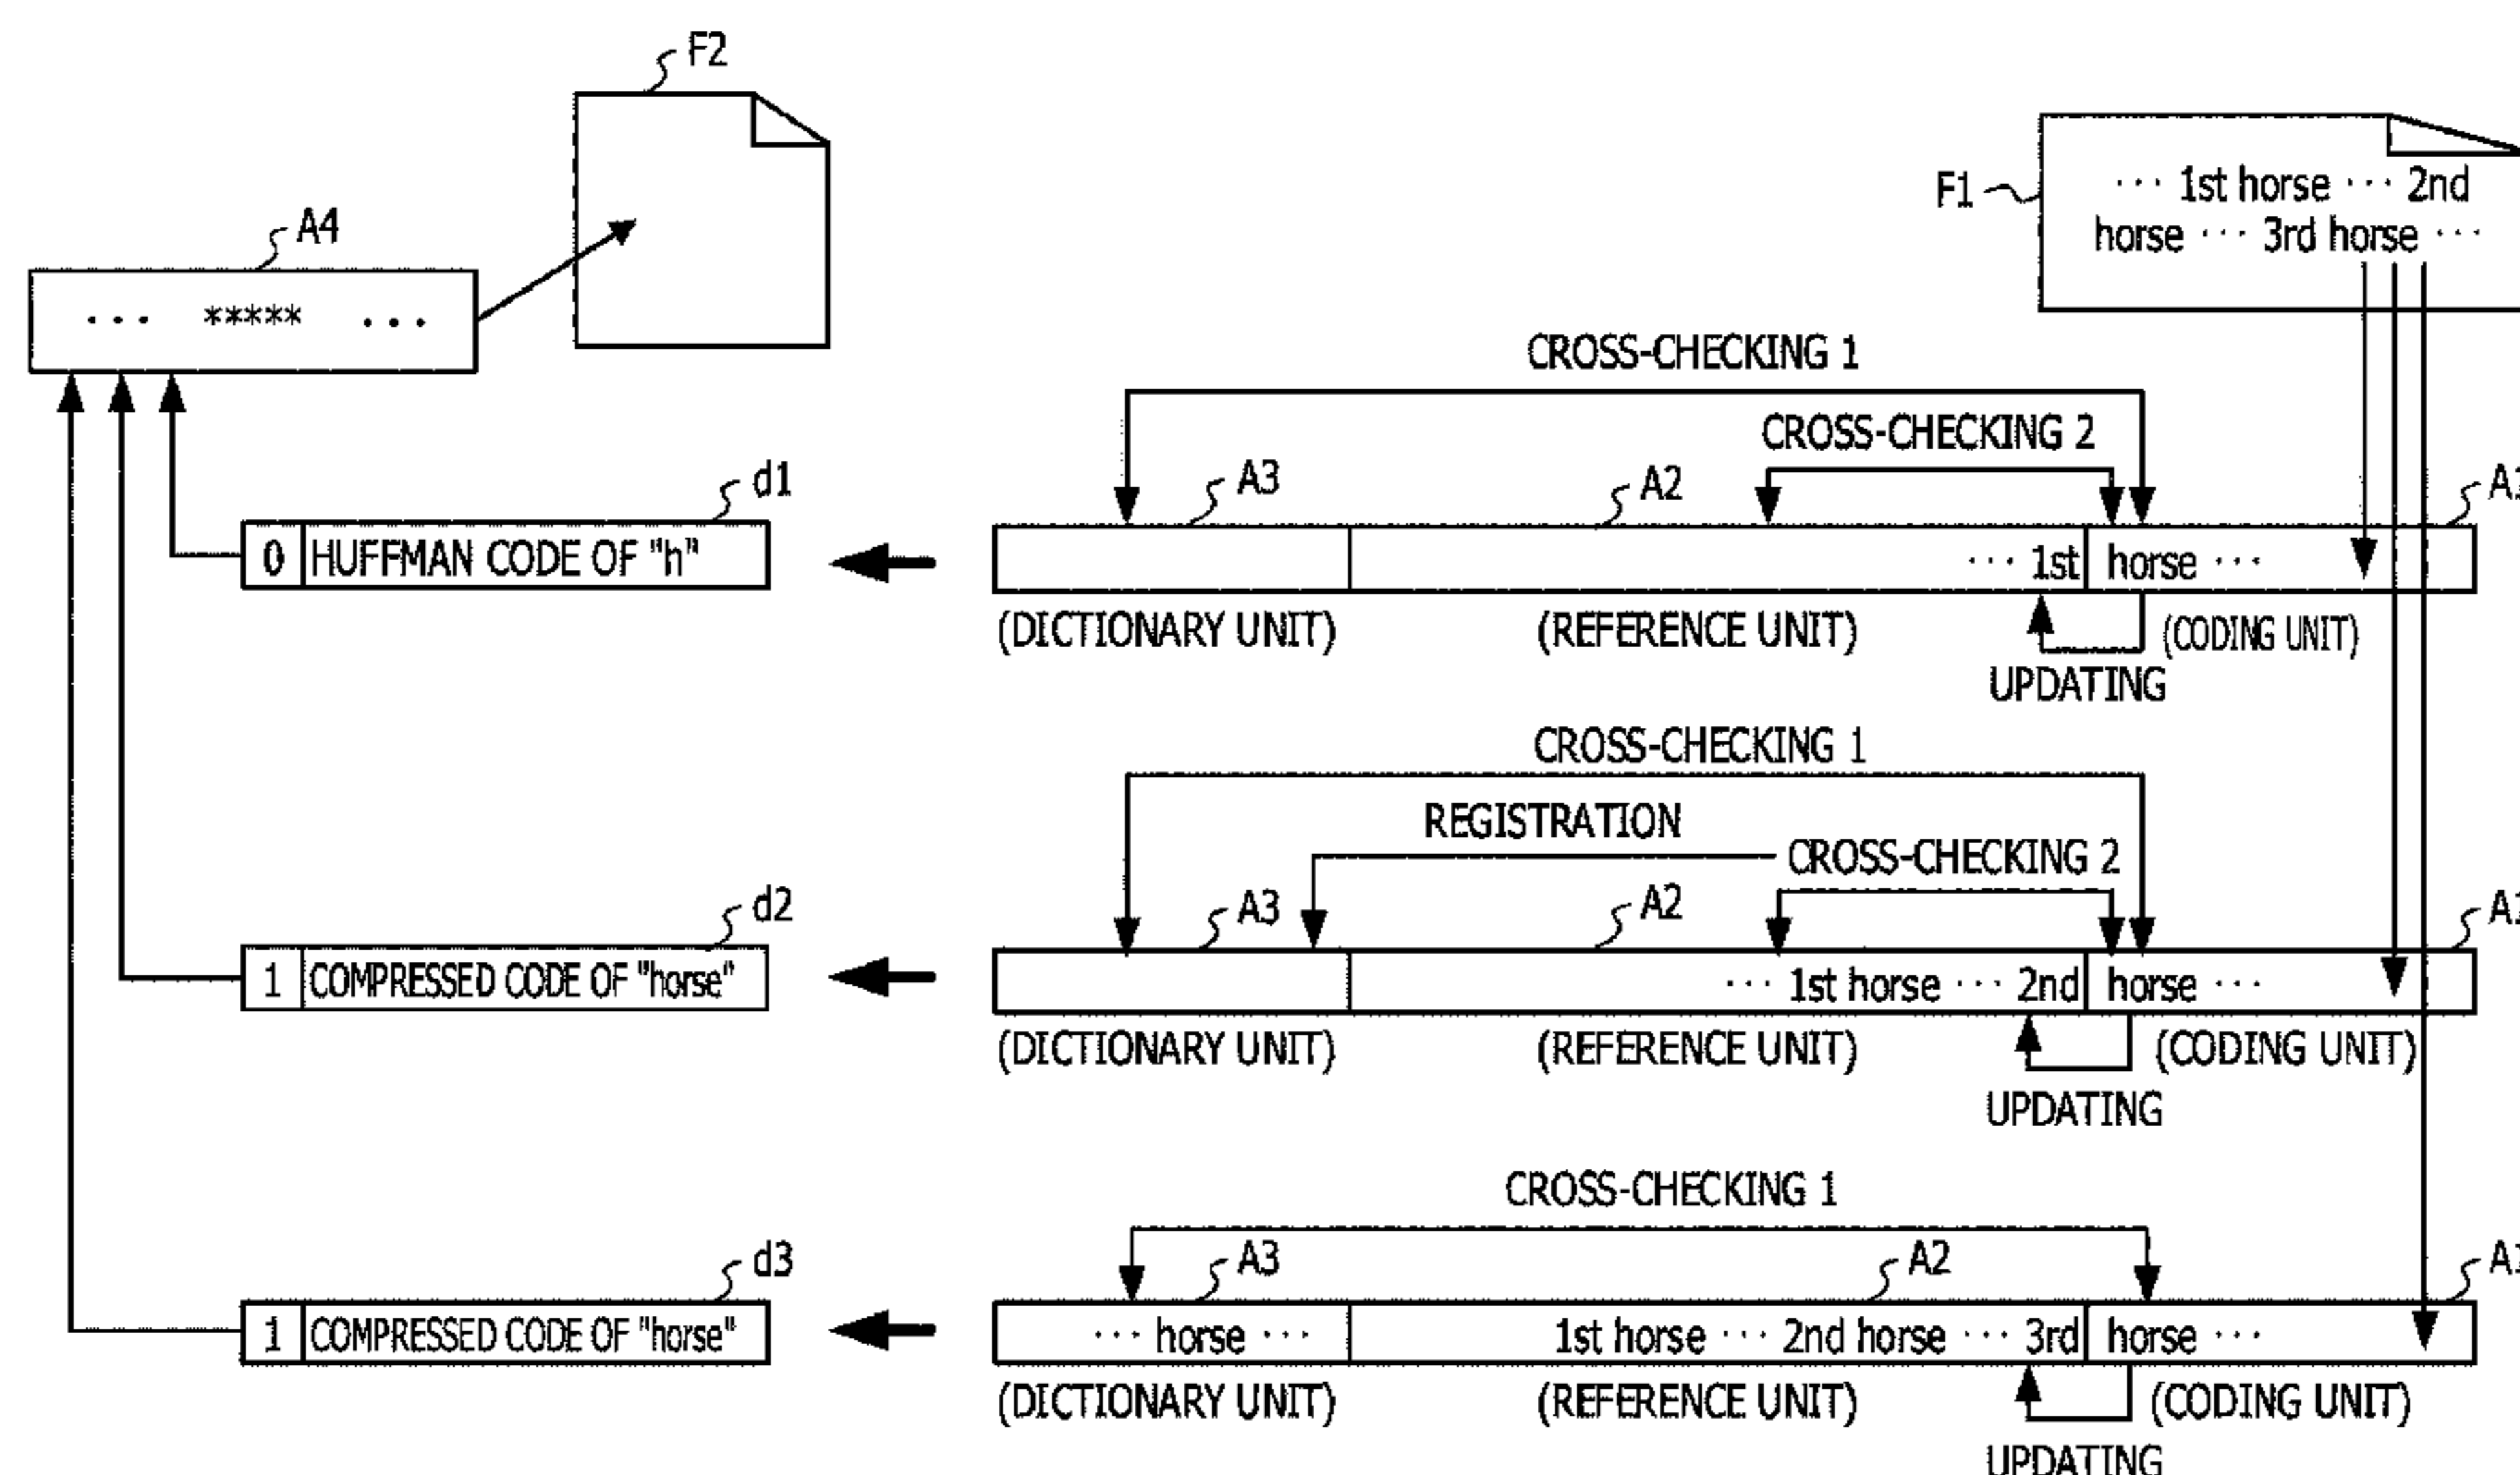 F2
F1
··· 1st horse ··· 2nd
horse ··· 3rd horse ···
A4
··· ***** ···
CROSS-CHECKING 1
CROSS-CHECKING 2
d1
A3
A2
0 HUFFMAN CODE OF "h"
··· 1st horse ···
(DICTIONARY UNIT) (REFERENCE UNIT) (CODING UNIT)
UPDATING
CROSS-CHECKING 1
REGISTRATION
CROSS-CHECKING 2
d2
A3
A2
1 COMPRESSED CODE OF "horse"
··· 1st horse ··· 2nd horse ···
(DICTIONARY UNIT) (REFERENCE UNIT) (CODING UNIT)
UPDATING
CROSS-CHECKING 1
d3
A3
A2
1 COMPRESSED CODE OF "horse"
··· horse ··· 1st horse ··· 2nd horse ··· 3rd horse ···
(DICTIONARY UNIT) (REFERENCE UNIT) (CODING UNIT)
UPDATING